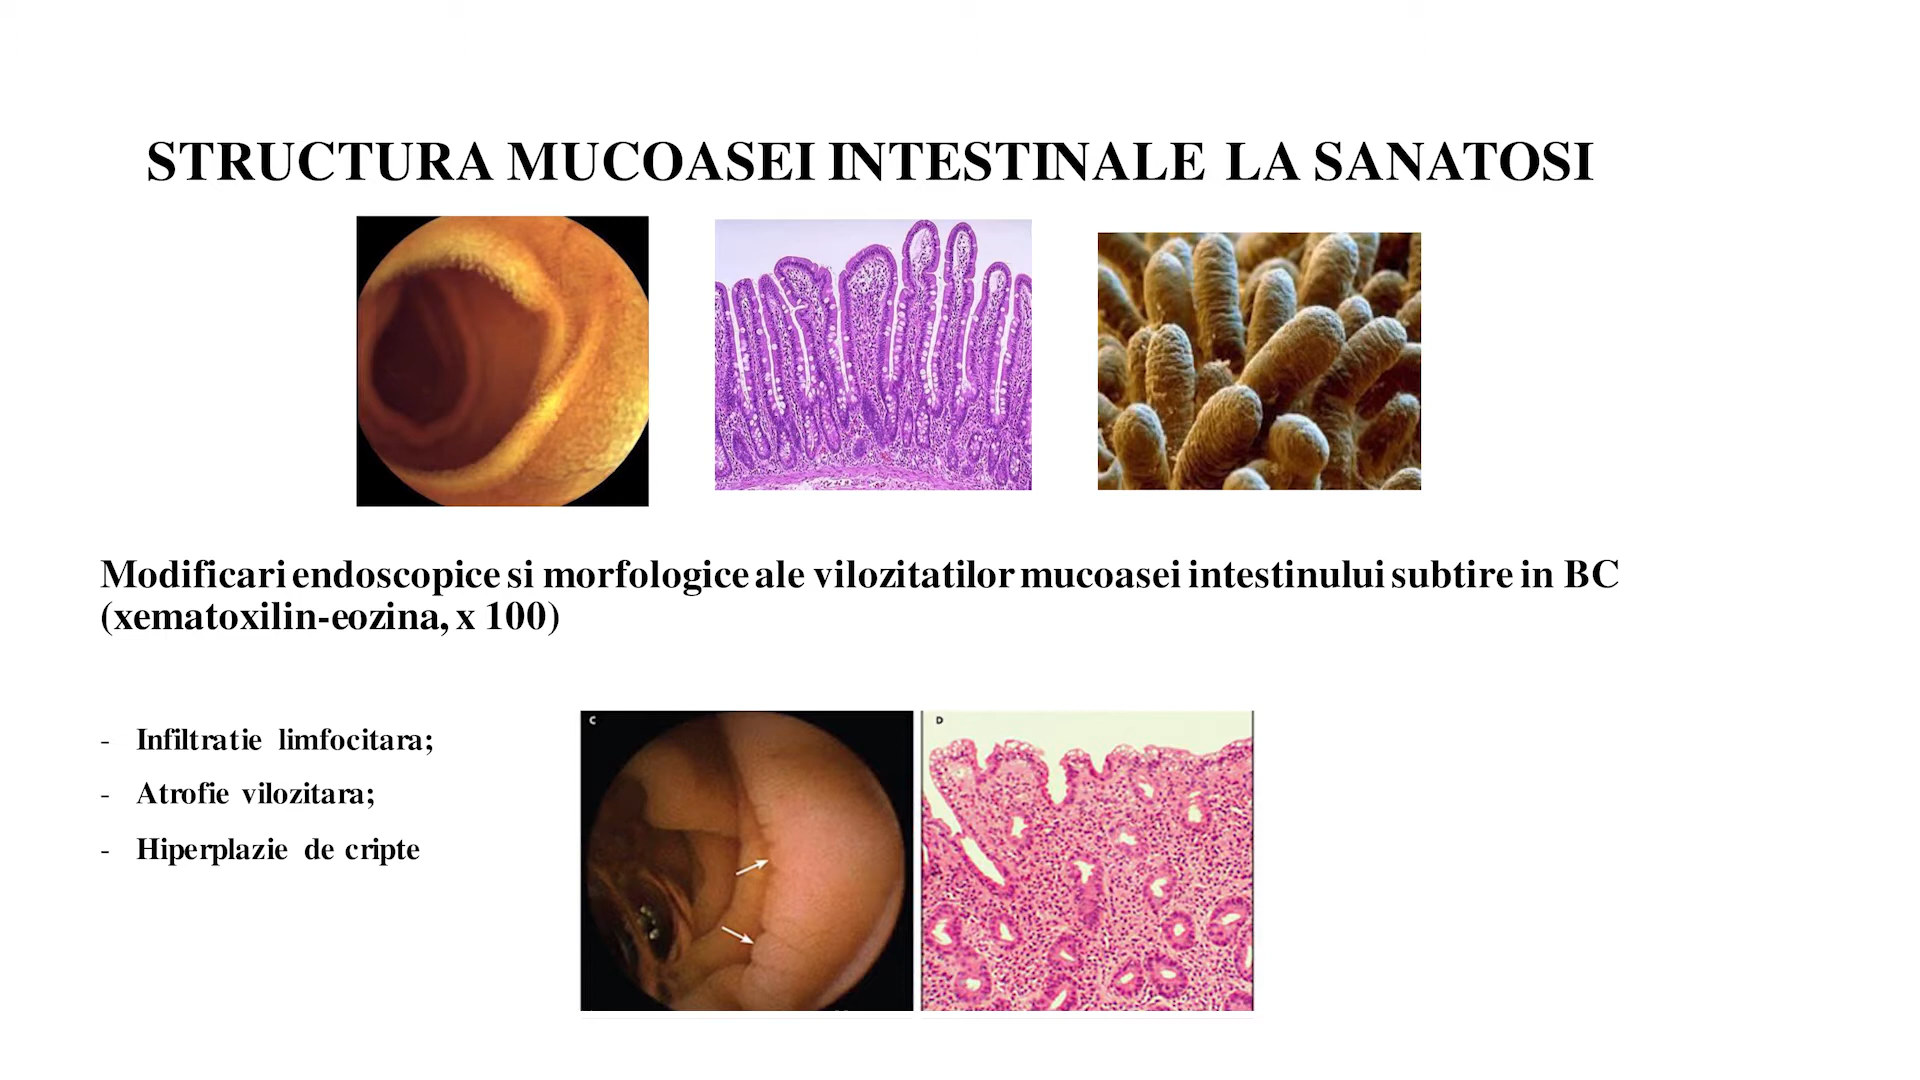 STRUCTURA MUCOASEI INTESTINALE LA SANATOSI
Modificari endoscopice si morfologice ale vilozitatilor mucoasei intestinului subtire in BC
(xematoxilin-eozina, x 100)
- Infiltratie limfocitara;
- Atrofie vilozitara;
- Hiperplazie de cripte
C
D